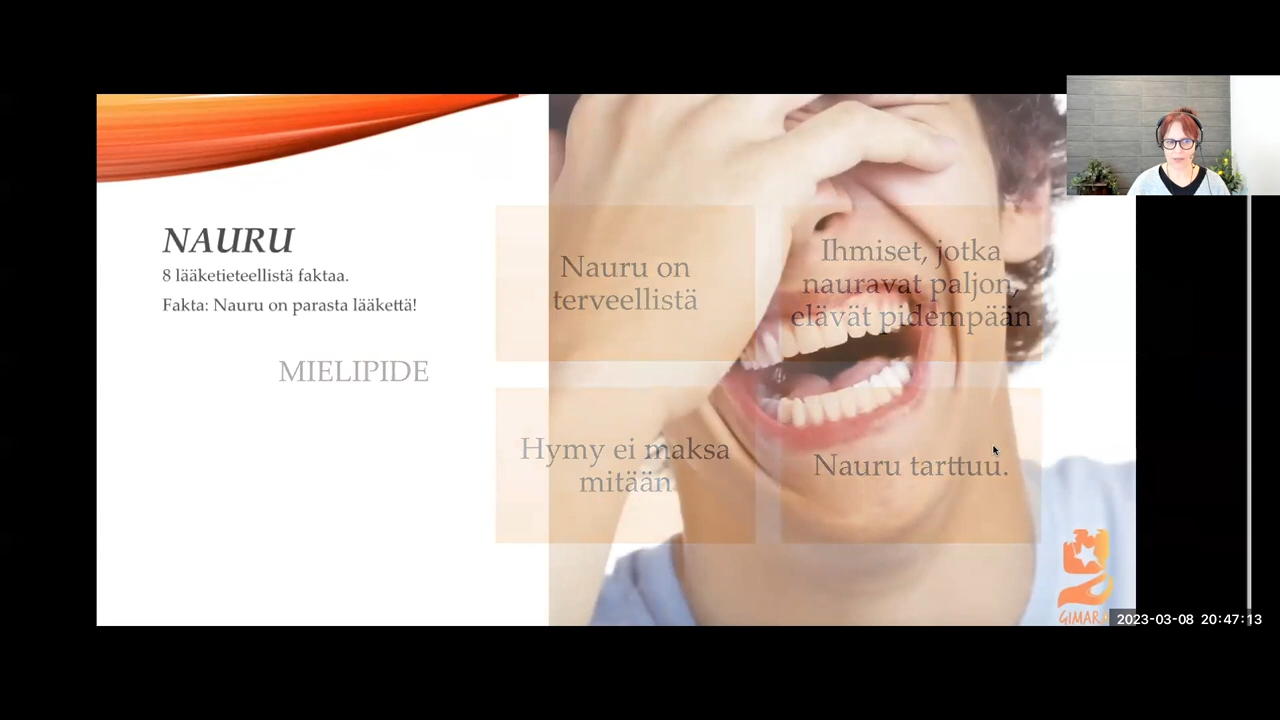 NAURU
8 lääketieteellistä faktaa.
Fakta: Nauru on parasta lääkettä!
MIELIPIDE
Nauru on
terveellistä
Ihmiset, jotka
nauravat paljon,
elävät pidempään
Hymy ei maksa
mitään.
Nauru tarttuu.
2023-03-08 20:47:13